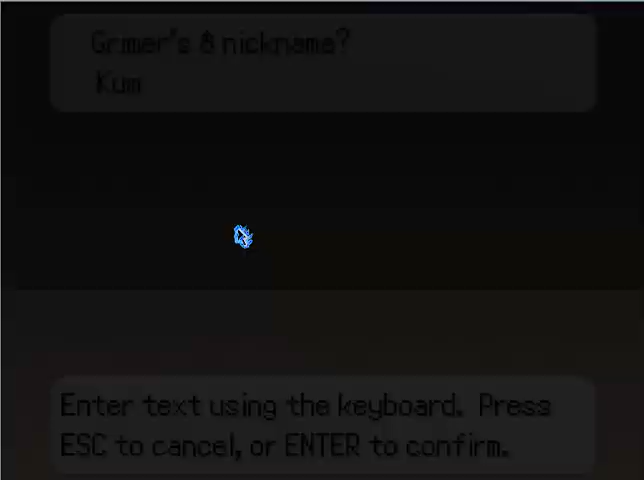 Grimer's ♂ nickname?
Kum
Enter text using the keyboard. Press
ESC to cancel, or ENTER to confirm.